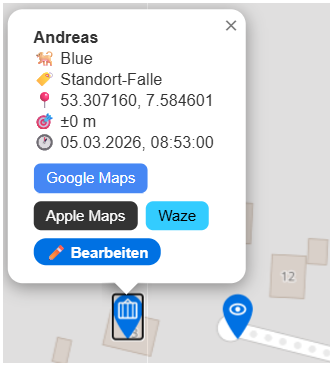 Andreas
Blue
Standort-Falle
53.307160, 7.584601
±0 m
05.03.2026, 08:53:00
Google Maps
Apple Maps
Waze
Bearbeiten
12